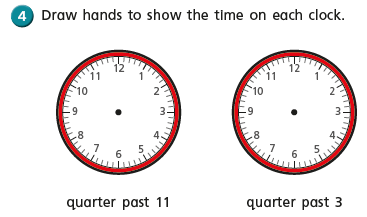 4 Draw hands to show the time on each clock.
12 1 2 3 4 5 6 7 8 9 10 11
12 1 2 3 4 5 6 7 8 9 10 11
quarter past 11
quarter past 3